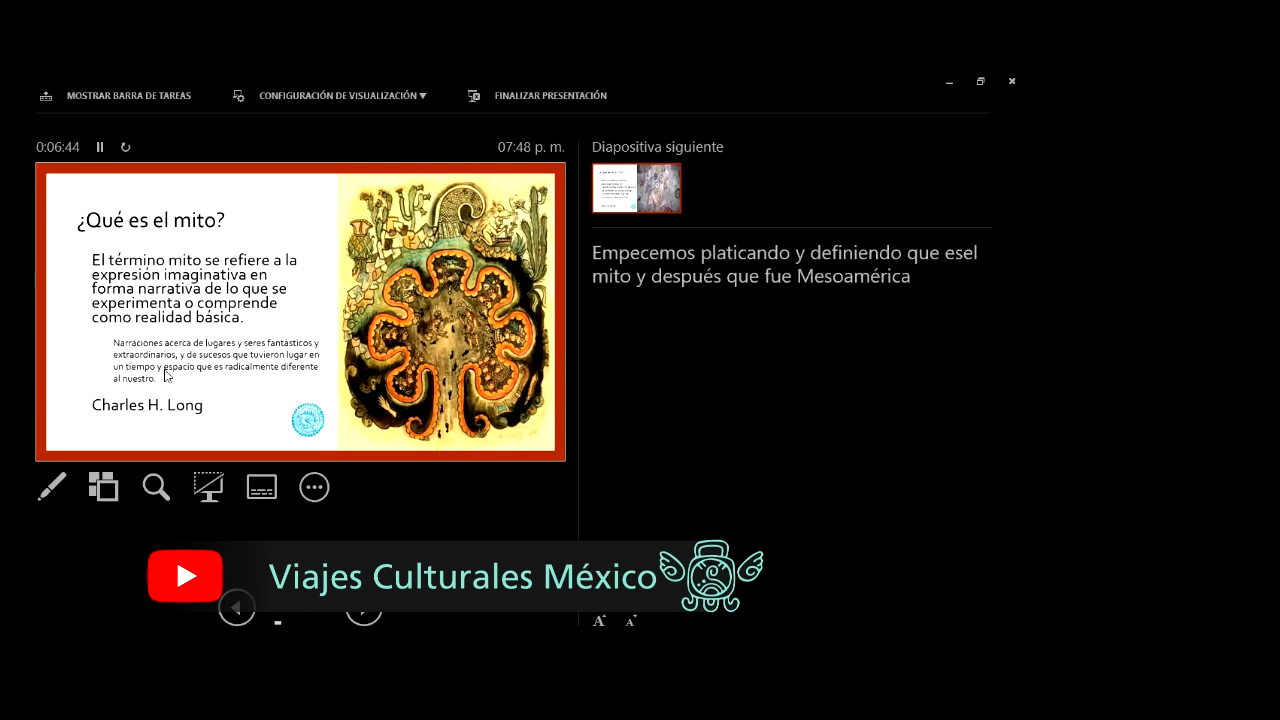 MOSTRAR BARRA DE TAREAS
CONFIGURACIÓN DE VISUALIZACIÓN ▼
FINALIZAR PRESENTACIÓN
0:06:44
07:48 p. m.
¿Qué es el mito?
El término mito se refiere a la
expresión imaginativa en
forma narrativa de lo que se
experimenta o comprende
como realidad básica.
Narraciones acerca de lugares y seres fantásticos y
extraordinarios, y de sucesos que tuvieron lugar en
un tiempo y espacio que es radicalmente diferente
al nuestro.
Charles H. Long
Diapositiva siguiente
Empecemos platicando y definiendo que esel
mito y después que fue Mesoamérica
Viajes Culturales México
A A